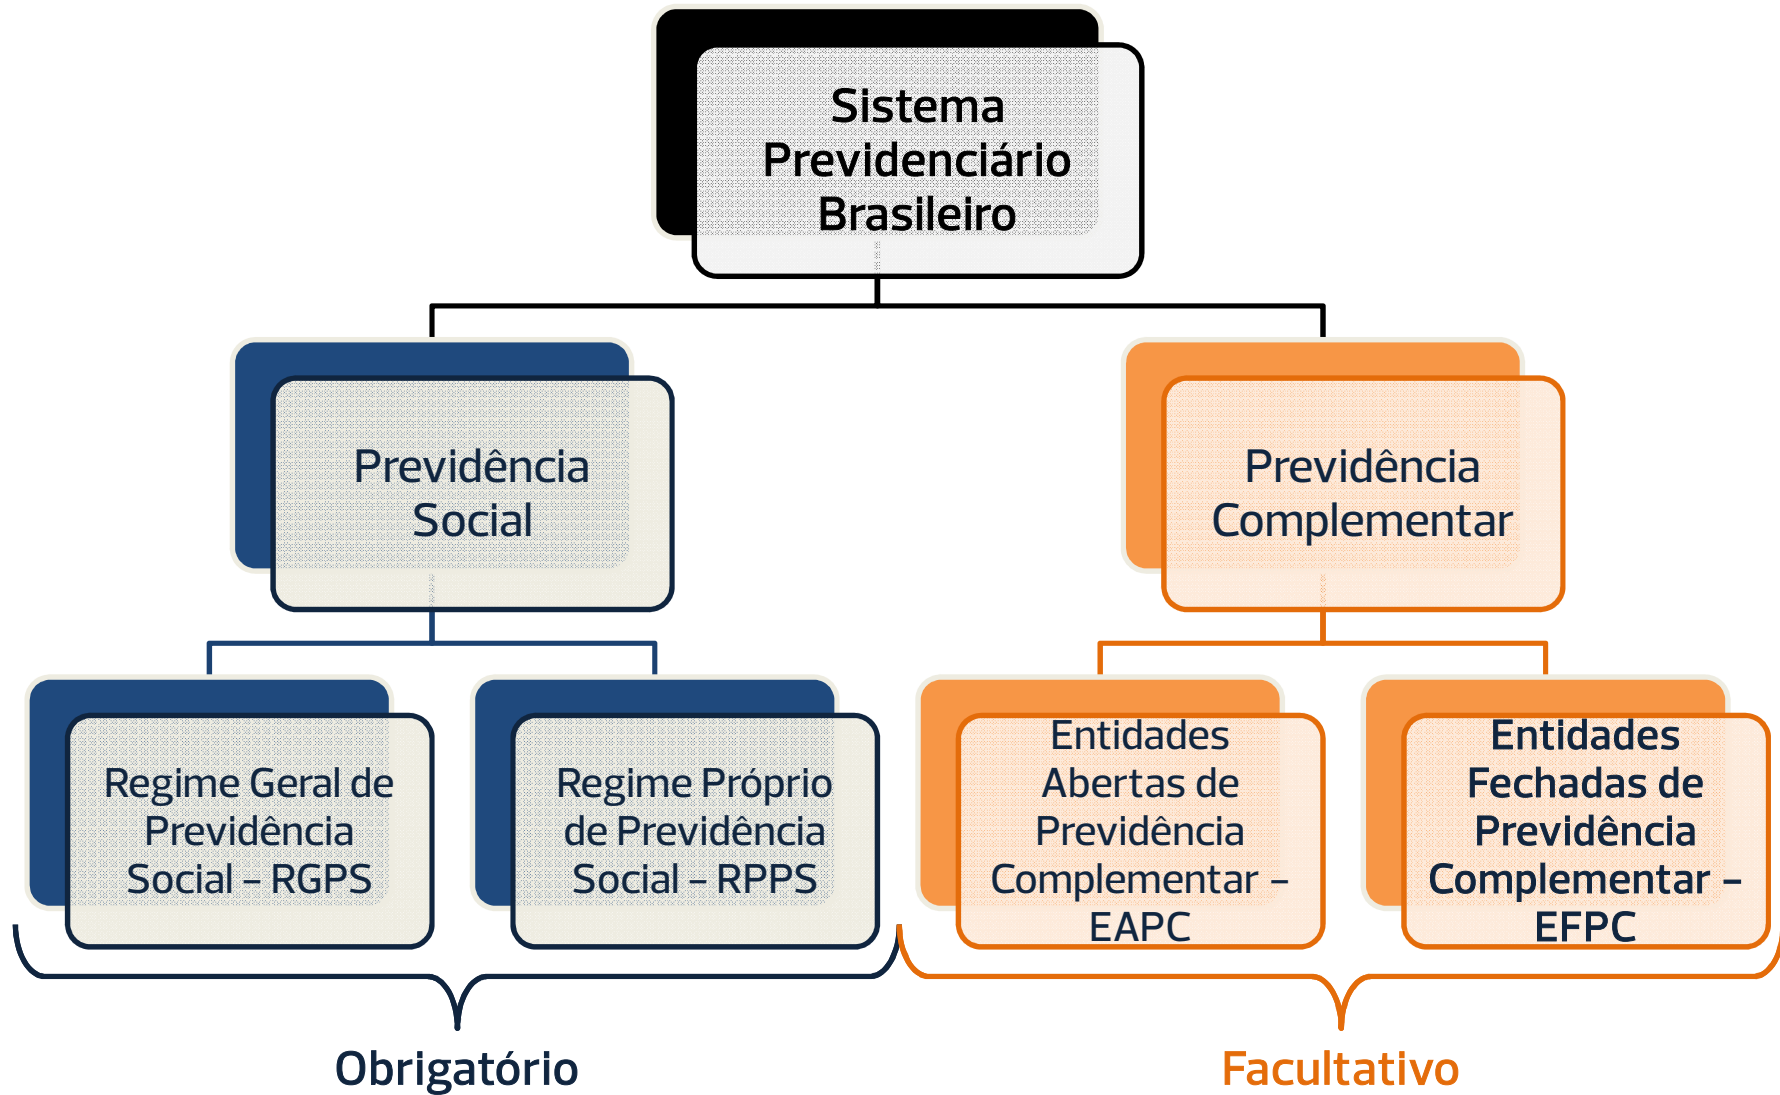 Sistema
Previdenciário
Brasileiro
Previdência
Social
Previdência
Complementar
Regime Geral de
Previdência
Social – RGPS
Regime Próprio
de Previdência
Social – RPPS
Entidades
Abertas de
Previdência
Complementar –
EAPC
Entidades
Fechadas de
Previdência
Complementar –
EFPC
Obrigatório
Facultativo